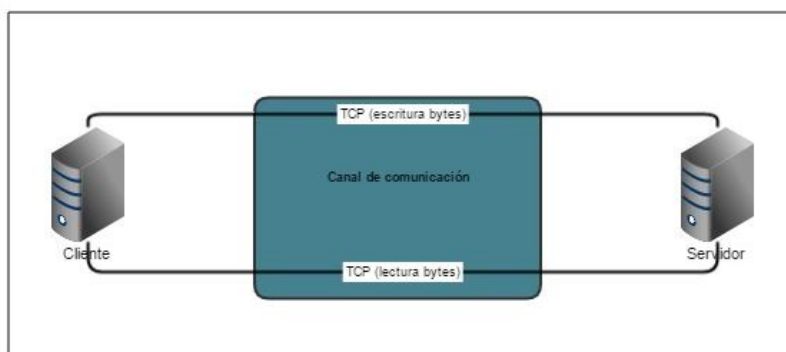 TCP (escritura bytes)
Canal de comunicación
Cliente
Servidor
TCP (lectura bytes)